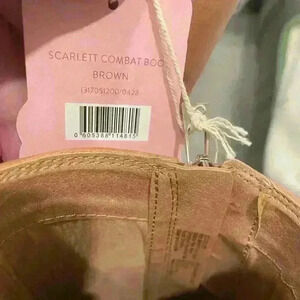 SCARLETT COMBAT BOO
BROWN
(31705)200/0428
0 605388 114815